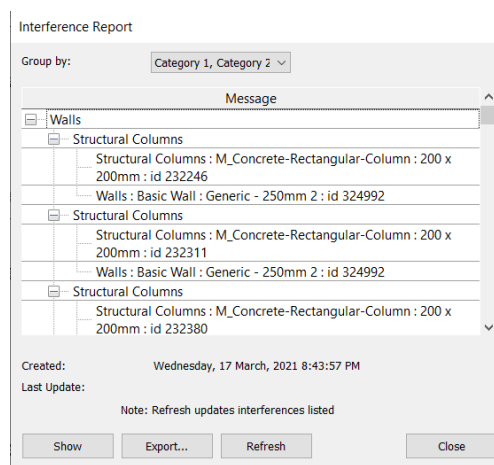 Interference Report
Group by:
Category 1, Category 2
Message
Walls
Structural Columns
Structural Columns : M_Concrete-Rectangular-Column : 200 x
200mm : id 232246
Walls : Basic Wall : Generic - 250mm 2 : id 324992
Structural Columns
Structural Columns : M_Concrete-Rectangular-Column : 200 x
200mm : id 232311
Walls : Basic Wall : Generic - 250mm 2 : id 324992
Structural Columns
Structural Columns : M_Concrete-Rectangular-Column : 200 x
200mm : id 232380
Created: Wednesday, 17 March, 2021 8:43:57 PM
Last Update:
Note: Refresh updates interferences listed
Show Export... Refresh Close